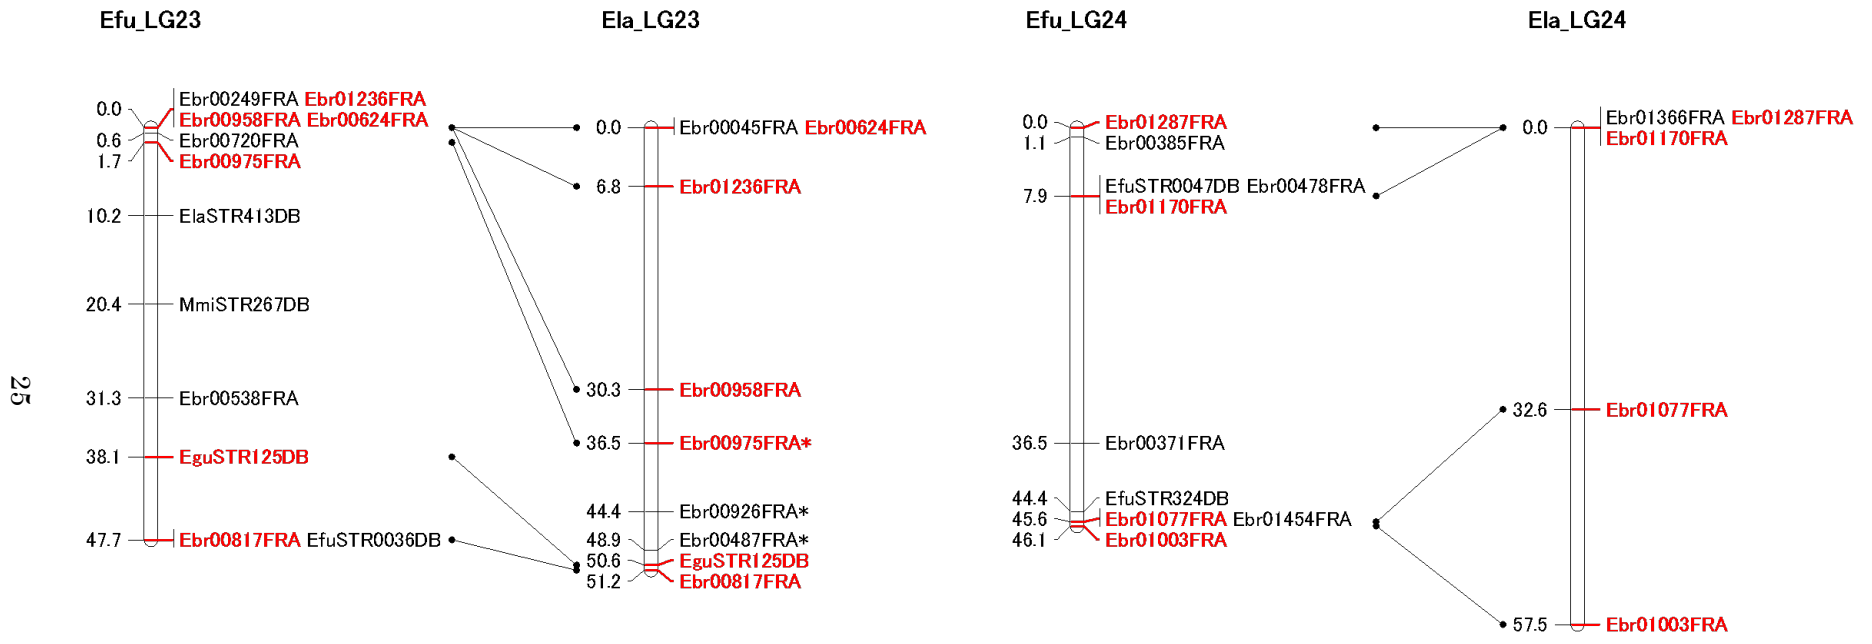 Efu_LG23
0.0 Ebr00249FRA Ebr01236FRA
Ebr00958FRA Ebr00624FRA
0.6 Ebr00720FRA
1.7 Ebr00975FRA
10.2 ElaSTR413DB
20.4 MmiSTR267DB
31.3 Ebr00538FRA
38.1 EguSTR125DB
47.7 Ebr00817FRA EfuSTR0036DB
Ela_LG23
0.0 Ebr00045FRA Ebr00624FRA
6.8 Ebr01236FRA
30.3 Ebr00958FRA
36.5 Ebr00975FRA*
44.4 Ebr00926FRA*
48.9 Ebr00487FRA*
50.6 EguSTR125DB
51.2 Ebr00817FRA
Efu_LG24
0.0 Ebr01287FRA
1.1 Ebr00385FRA
7.9 EfuSTR0047DB Ebr00478FRA
Ebr01170FRA
36.5 Ebr00371FRA
44.4 EfuSTR324DB
45.6 Ebr01077FRA Ebr01454FRA
46.1 Ebr01003FRA
Ela_LG24
0.0 Ebr01366FRA Ebr01287FRA
Ebr01170FRA
32.6 Ebr01077FRA
57.5 Ebr01003FRA
25